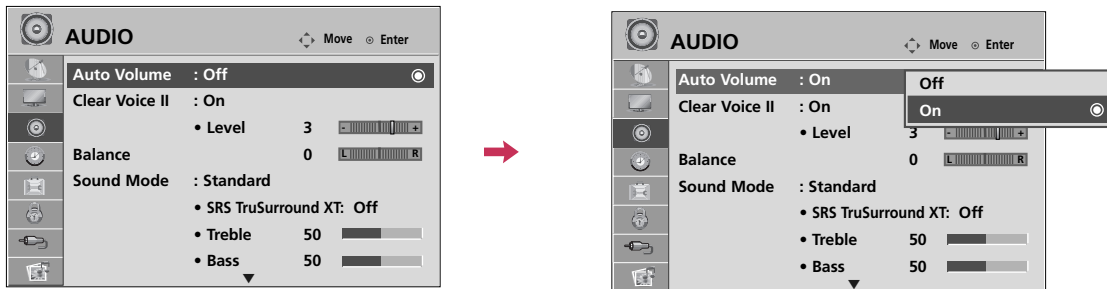 AUDIO Move Enter
Auto Volume : Off
Clear Voice II : On
• Level 3 - +
Balance 0 L R
Sound Mode : Standard
• SRS TruSurround XT: Off
• Treble 50
• Bass 50
AUDIO Move Enter
Auto Volume : On
Off
On
Clear Voice II : On
• Level 3 - +
Balance 0 L R
Sound Mode : Standard
• SRS TruSurround XT: Off
• Treble 50
• Bass 50